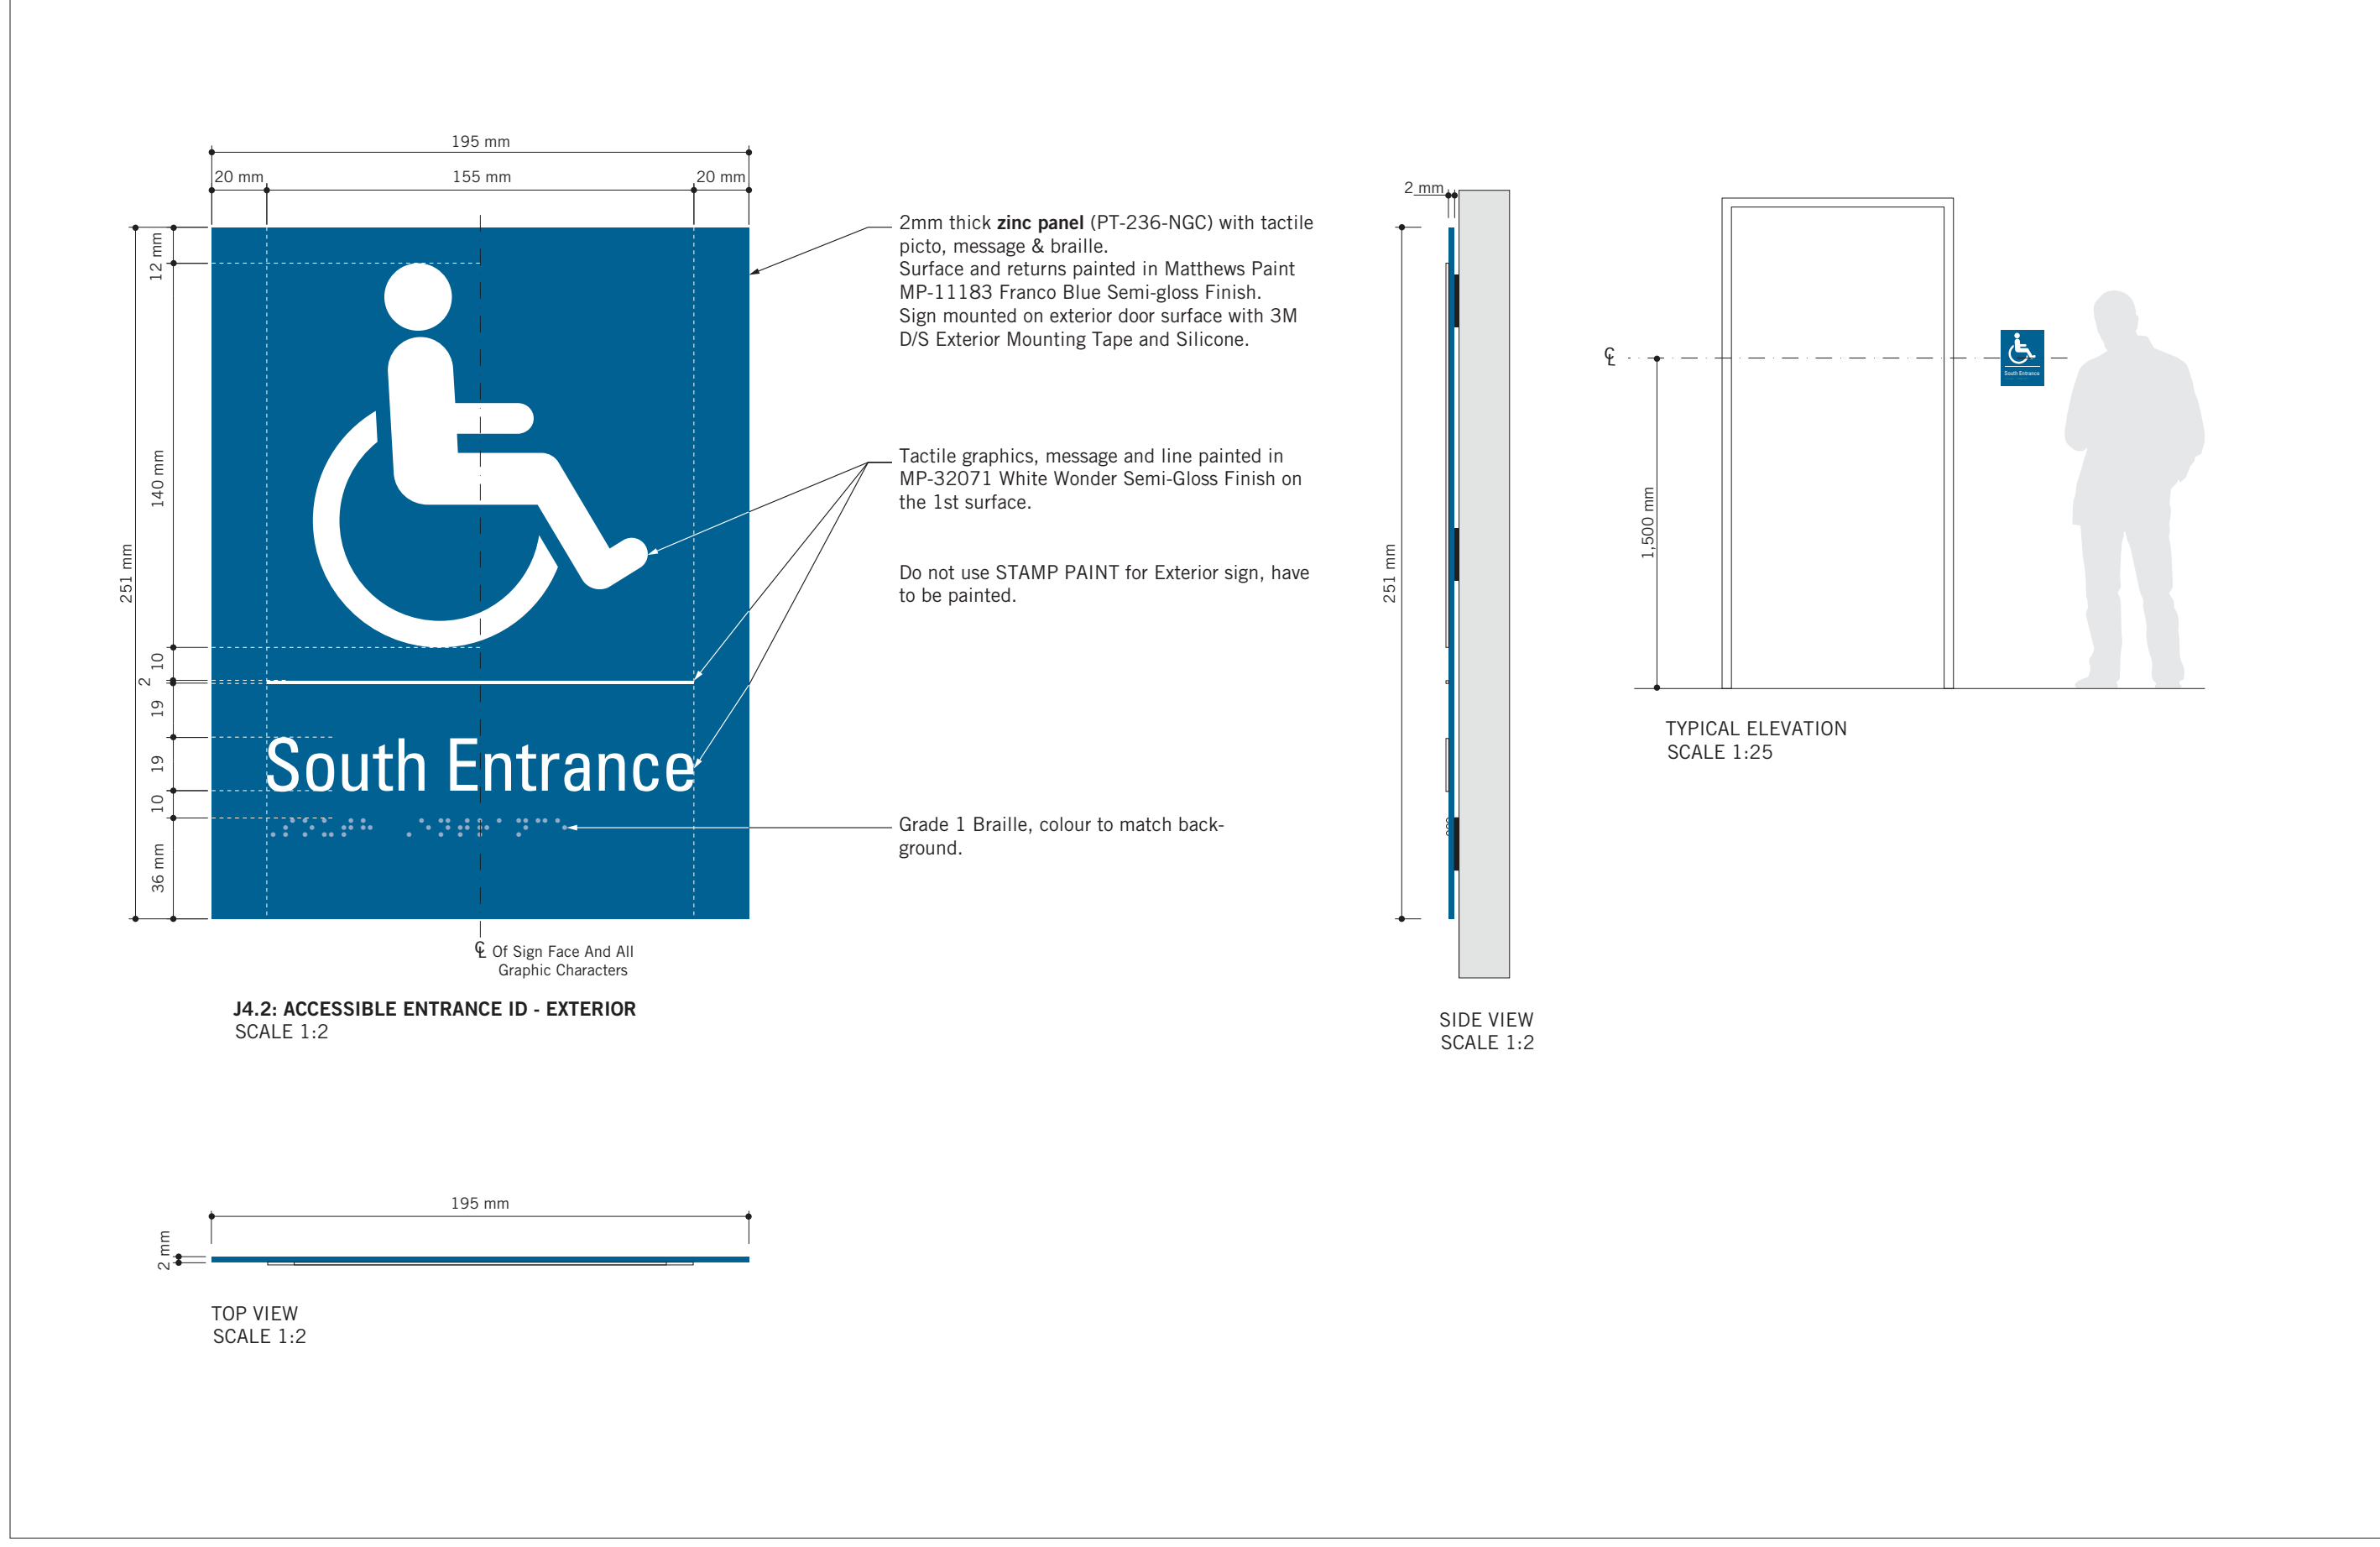 195 mm
20 mm
155 mm
20 mm
12 mm
140 mm
251 mm
10
2
19
19
10
36 mm
South Entrance
2mm thick zinc panel (PT-236-NGC) with tactile
picto, message & braille.
Surface and returns painted in Matthews Paint
MP-11183 Franco Blue Semi-gloss Finish.
Sign mounted on exterior door surface with 3M
D/S Exterior Mounting Tape and Silicone.
Tactile graphics, message and line painted in
MP-32071 White Wonder Semi-Gloss Finish on
the 1st surface.
Do not use STAMP PAINT for Exterior sign, have
to be painted.
Grade 1 Braille, colour to match back-
ground.
℄ Of Sign Face And All
Graphic Characters
J4.2: ACCESSIBLE ENTRANCE ID - EXTERIOR
SCALE 1:2
2 mm
251 mm
SIDE VIEW
SCALE 1:2
℄
South Entrance
1,500 mm
TYPICAL ELEVATION
SCALE 1:25
195 mm
2 mm
TOP VIEW
SCALE 1:2